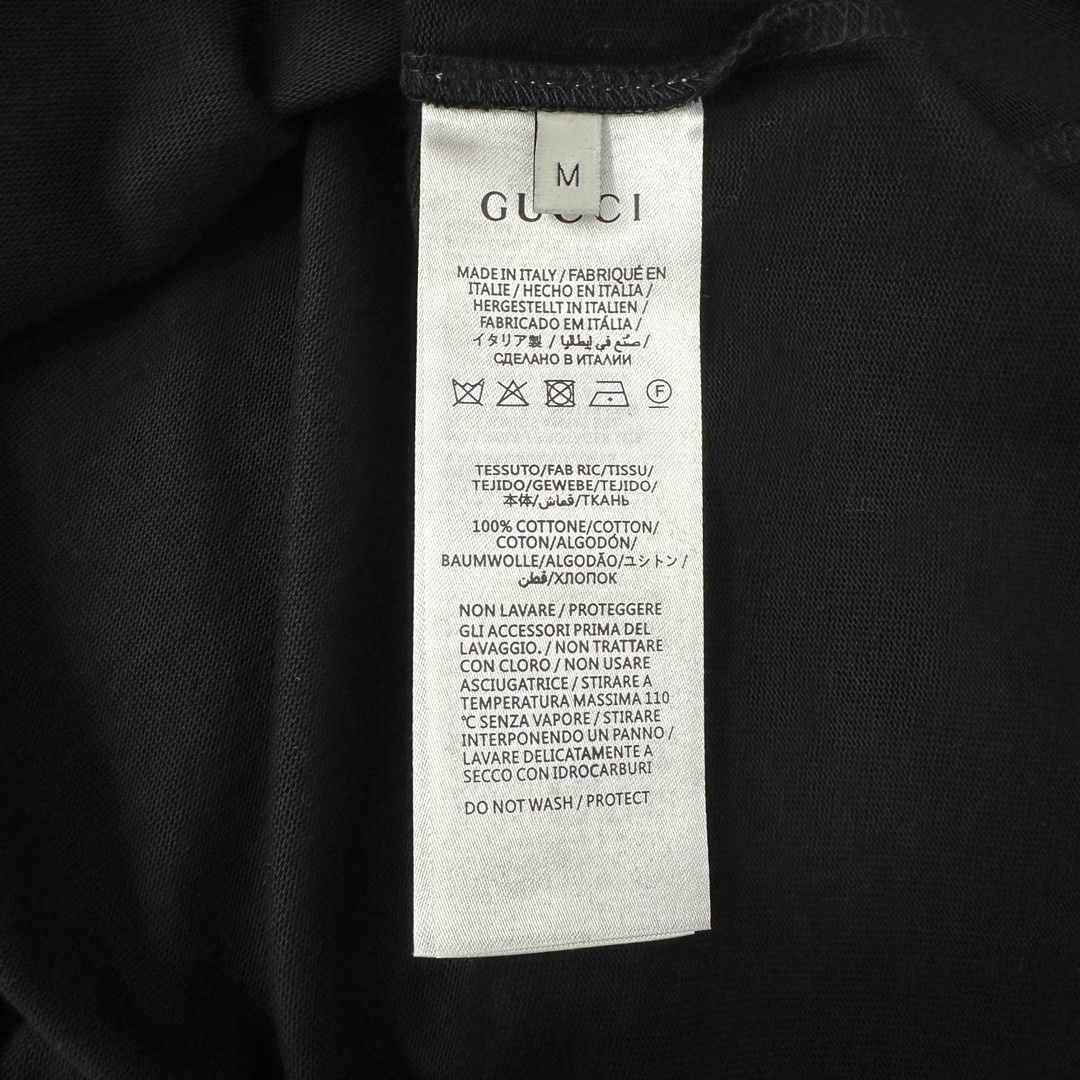 M
GUCCI
MADE IN ITALY / FABRIQUÉ EN
ITALIE / HECHO EN ITALIA /
HERGESTELLT IN ITALIEN /
FABRICADO EM ITÁLIA /
イタリア製 / صنع في إيطاليا /
СДЕЛАНО В ИТАЛИИ
F
TESSUTO/FAB RIC/TISSU/
TEJIDO/GEWEBE/TEJIDO/
本体/قماش/ТКАНЬ
100% COTTONE/COTTON/
COTON/ALGODÓN/
BAUMWOLLE/ALGODÃO/ユシトン/
قطن/ХЛОПОК
NON LAVARE / PROTEGGERE
GLI ACCESSORI PRIMA DEL
LAVAGGIO. / NON TRATTARE
CON CLORO / NON USARE
ASCIUGATRICE / STIRARE A
TEMPERATURA MASSIMA 110
°C SENZA VAPORE / STIRARE
INTERPONENDO UN PANNO /
LAVARE DELICATAMENTE A
SECCO CON IDROCARBURI
DO NOT WASH / PROTECT